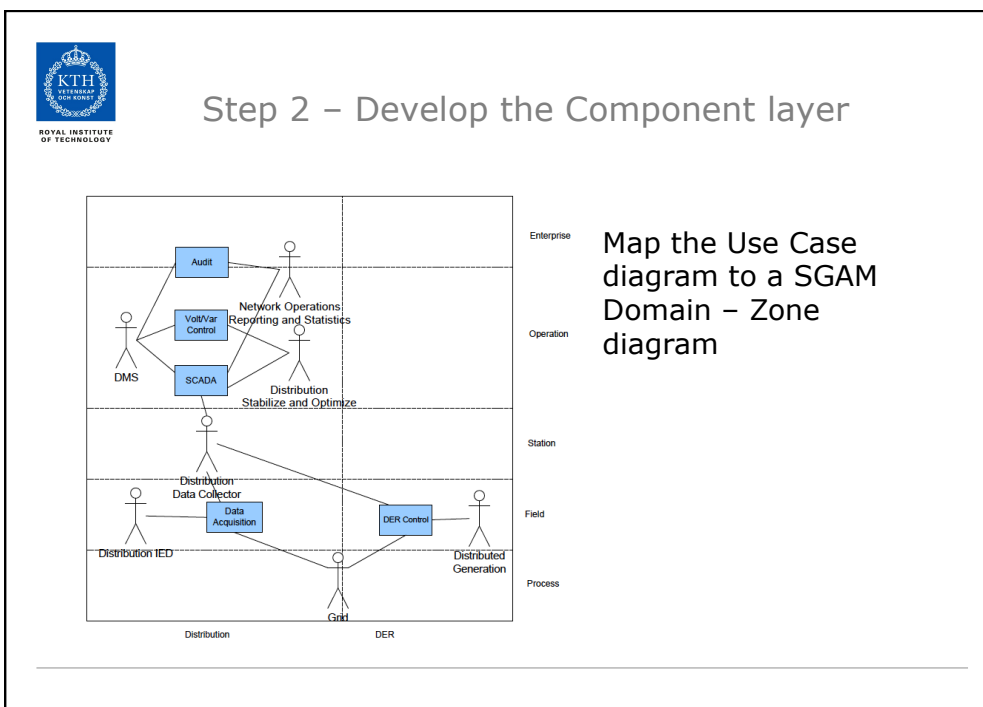 KTH
VETENSKAP
OCH KONST
ROYAL INSTITUTE
OF TECHNOLOGY
Step 2 – Develop the Component layer
Enterprise
Audit
Network Operations
Reporting and Statistics
Volt/Var
Control
Operation
DMS
SCADA
Distribution
Stabilize and Optimize
Station
Distribution
Data Collector
Data
Acquisition
DER Control
Field
Distribution IED
Distributed
Generation
Process
Grid
Distribution
DER
Map the Use Case
diagram to a SGAM
Domain – Zone
diagram